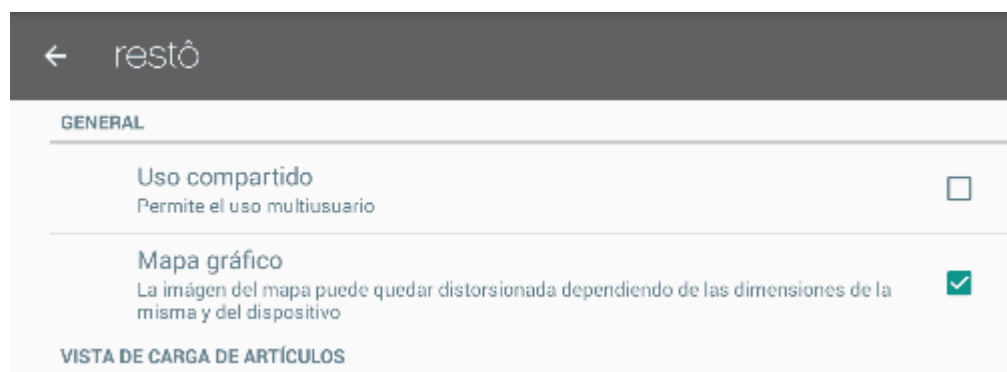 restô
GENERAL
Uso compartido
Permite el uso multiusuario
Mapa gráfico
La imágen del mapa puede quedar distorsionada dependiendo de las dimensiones de la
misma y del dispositivo
VISTA DE CARGA DE ARTÍCULOS